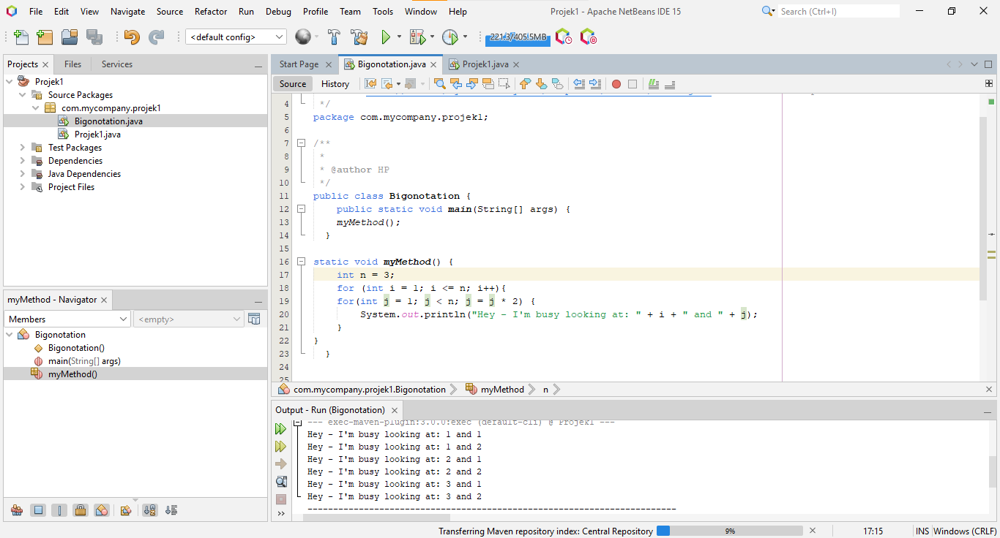 File Edit View Navigate Source Refactor Run Debug Profile Team Tools Window Help Projek1 - Apache NetBeans IDE 15 Search (Ctrl+I)
<default config> 221.3/405.5MB
Projects Files Services
Projek1
Source Packages
com.mycompany.projek1
Bigonotation.java
Projek1.java
Test Packages
Dependencies
Java Dependencies
Project Files
myMethod - Navigator
Members <empty>
Bigonotation
Bigonotation()
main(String[] args)
myMethod()
Start Page Bigonotation.java Projek1.java
Source History
4 */
5 package com.mycompany.projek1;
6
7 /**
8 *
9 * @author HP
10 */
11 public class Bigonotation {
12 public static void main(String[] args) {
13 myMethod();
14 }
15
16 static void myMethod() {
17 int n = 3;
18 for (int i = 1; i <= n; i++){
19 for(int j = 1; j < n; j = j * 2) {
20 System.out.println("Hey - I'm busy looking at: " + i + " and " + j);
21 }
22 }
23 }
24
25
com.mycompany.projek1.Bigonotation myMethod n
Output - Run (Bigonotation)
--- exec-maven-plugin:3.0.0:exec (default-cli) @ Projek1 ---
Hey - I'm busy looking at: 1 and 1
Hey - I'm busy looking at: 1 and 2
Hey - I'm busy looking at: 2 and 1
Hey - I'm busy looking at: 2 and 2
Hey - I'm busy looking at: 3 and 1
Hey - I'm busy looking at: 3 and 2
------------------------------------------------------------------------
Transferring Maven repository index: Central Repository 9% 17:15 INS Windows (CRLF)